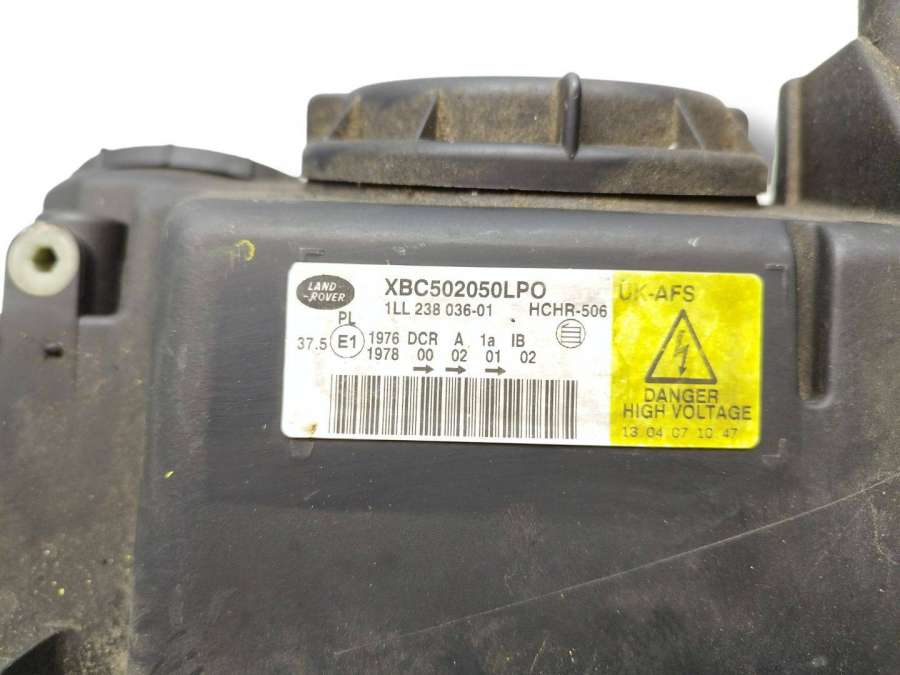 LAND
ROVER
XBC502050LPO
1LL 238 036-01 HCHR-506
PL
37.5 E1 1976 DCR A 1a IB
1978 00 02 01 02
UK-AFS
DANGER
HIGH VOLTAGE
13 04 07 10 47